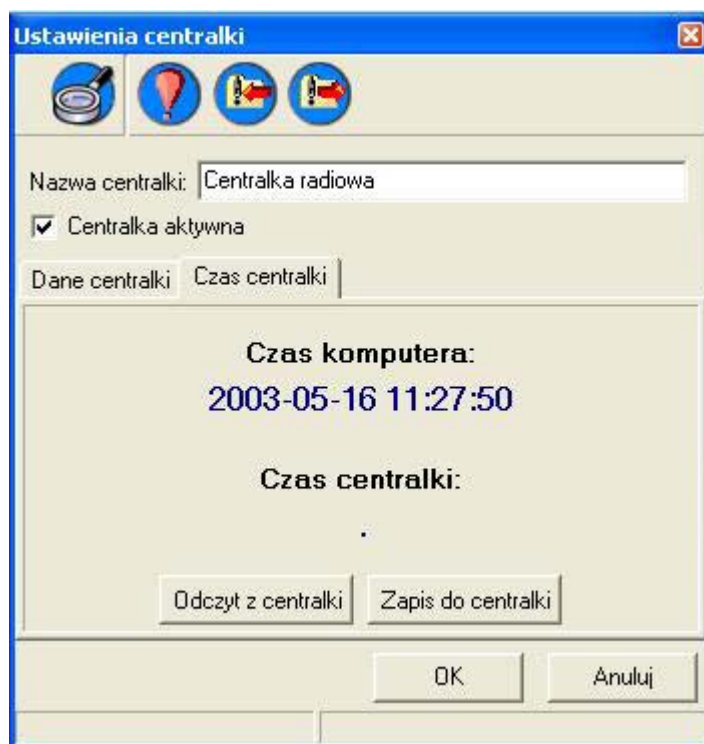 Ustawienia centralki
Nazwa centralki: Centralka radiowa
Centralka aktywna
Dane centralki Czas centralki
Czas komputera:
2003-05-16 11:27:50
Czas centralki:
.
Odczyt z centralki Zapis do centralki
OK Anuluj